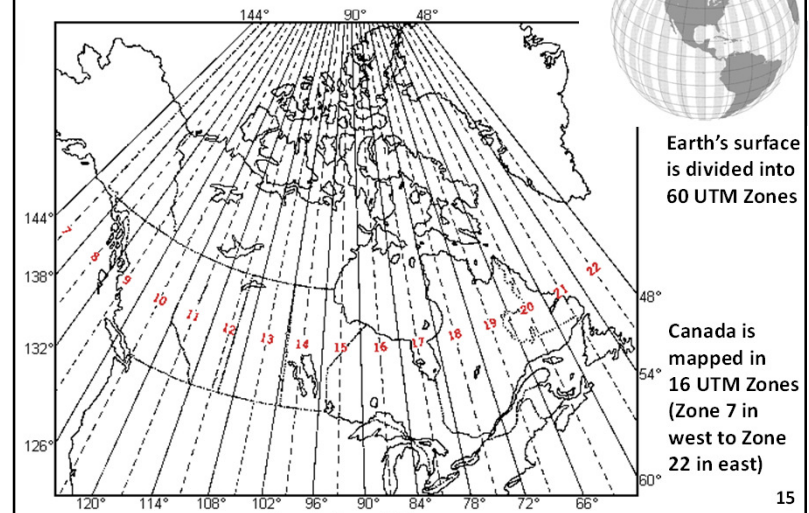 144° 90° 48°
Earth's surface
is divided into
60 UTM Zones
144°
138°
132°
126°
7
8
9
10
11
12
13
14
15
16
17
18
19
20
21
22
48°
54°
60°
Canada is
mapped in
16 UTM Zones
(Zone 7 in
west to Zone
22 in east)
120° 114° 108° 102° 96° 90° 84° 78° 72° 66°
15